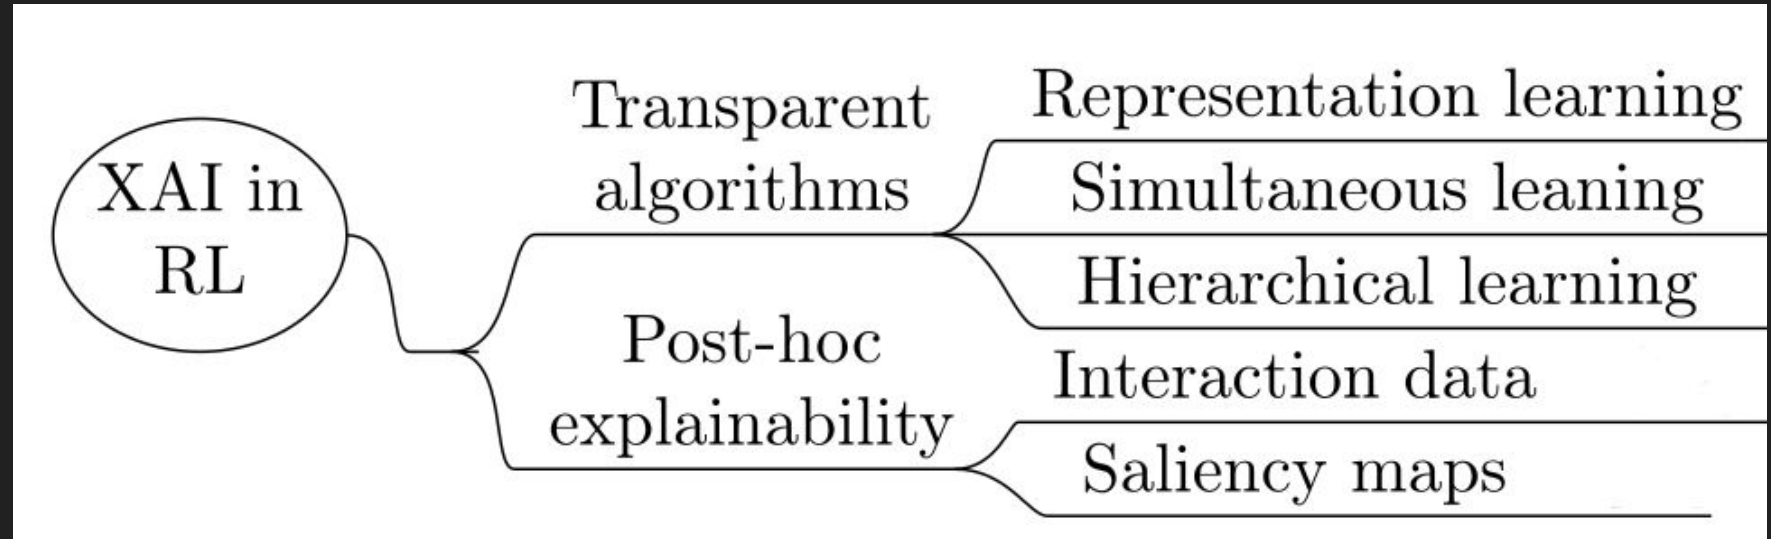 XAI in
RL
Transparent
algorithms
Representation learning
Simultaneous leaning
Hierarchical learning
Post-hoc
explainability
Interaction data
Saliency maps